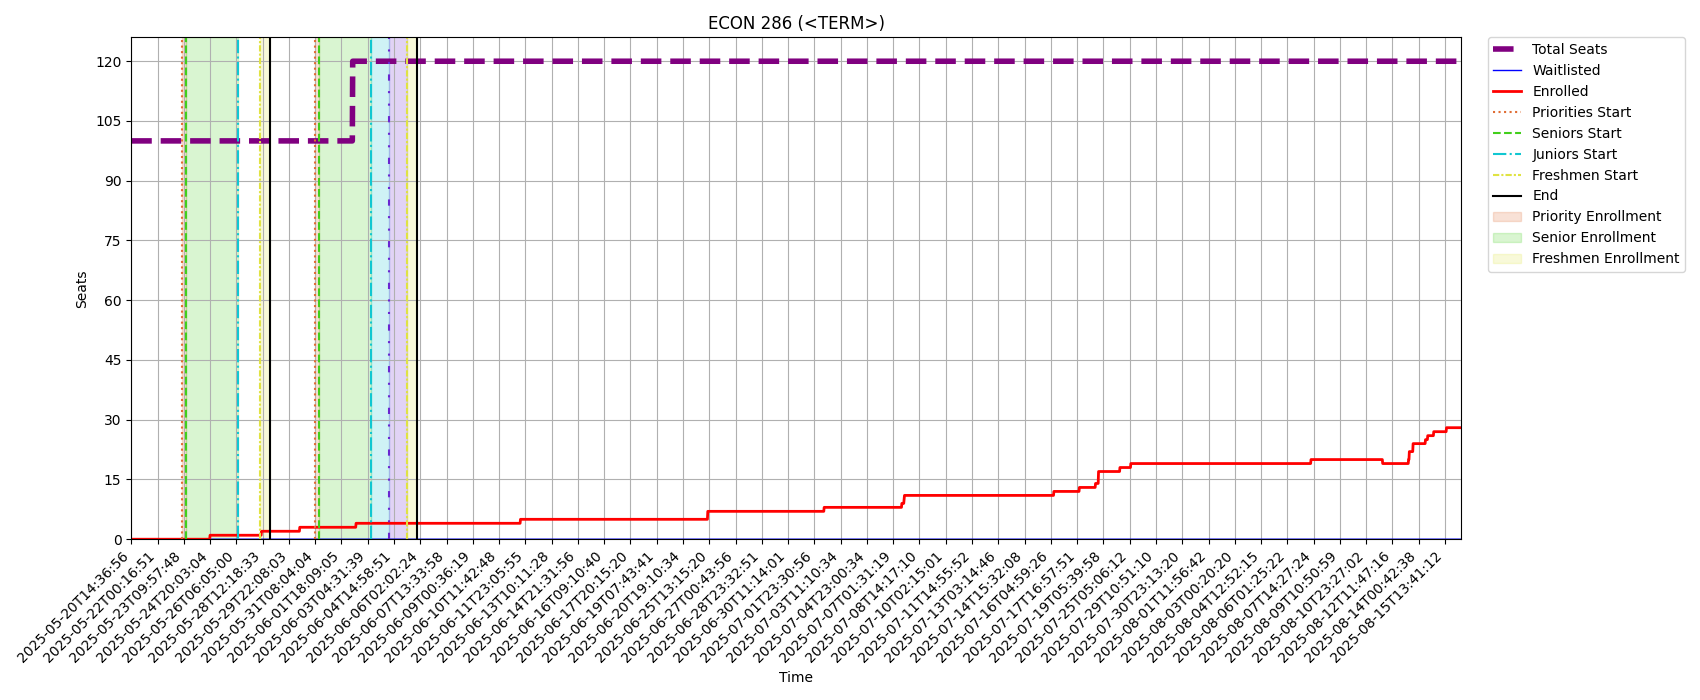 ECON 286 (<TERM>)
Total Seats
Waitlisted
Enrolled
Priorities Start
Seniors Start
Juniors Start
Freshmen Start
End
Priority Enrollment
Senior Enrollment
Freshmen Enrollment
Seats
120
105
90
75
60
45
30
15
0
2025-05-20T14:36:56
2025-05-22T00:16:51
2025-05-23T09:57:48
2025-05-24T20:03:04
2025-05-26T06:05:00
2025-05-28T12:18:33
2025-05-29T22:08:03
2025-05-31T08:04:04
2025-06-01T18:09:05
2025-06-03T04:31:39
2025-06-04T14:58:51
2025-06-06T02:02:24
2025-06-07T13:33:58
2025-06-09T00:36:19
2025-06-10T11:42:48
2025-06-11T23:05:55
2025-06-13T10:11:28
2025-06-14T21:31:56
2025-06-16T09:10:40
2025-06-17T20:15:20
2025-06-19T07:43:41
2025-06-20T19:10:34
2025-06-25T13:15:20
2025-06-27T00:43:56
2025-06-28T23:32:51
2025-06-30T11:14:01
2025-07-01T23:30:56
2025-07-03T11:10:34
2025-07-04T23:00:34
2025-07-07T01:31:19
2025-07-08T14:17:10
2025-07-10T02:15:01
2025-07-11T14:55:52
2025-07-13T03:14:46
2025-07-14T15:32:08
2025-07-16T04:59:26
2025-07-17T16:57:51
2025-07-19T05:39:58
2025-07-25T05:06:12
2025-07-29T10:51:10
2025-07-30T23:13:20
2025-08-01T11:56:42
2025-08-03T00:20:20
2025-08-04T12:52:15
2025-08-06T01:25:22
2025-08-07T14:27:24
2025-08-09T10:50:59
2025-08-10T23:27:02
2025-08-12T11:47:16
2025-08-14T00:42:38
2025-08-15T13:41:12
Time